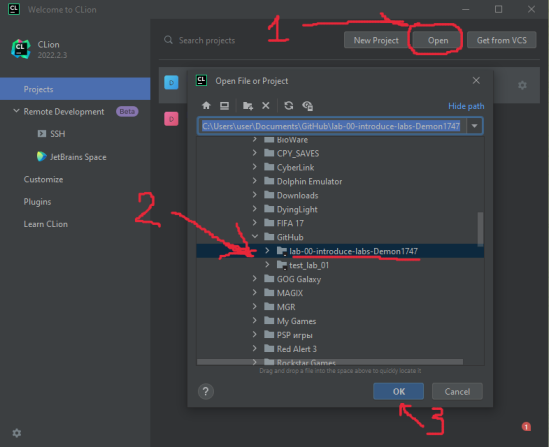 Welcome to CLion
CLion
2022.2.3
Search projects
New Project
Open
Get from VCS
1
Projects
Remote Development
Beta
SSH
JetBrains Space
Customize
Plugins
Learn CLion
Open File or Project
Hide path
C:\Users\user\Documents\GitHub\lab-00-introduce-labs-Demon1747
BioWare
CPY_SAVES
CyberLink
Dolphin Emulator
Downloads
DyingLight
FIFA 17
GitHub
2
lab-00-introduce-labs-Demon1747
test_lab_01
GOG Galaxy
MAGIX
MGR
My Games
PSP игры
Red Alert 3
Rockstar Games
Drag and drop a file into the space above to quickly locate it
?
OK
Cancel
3
1